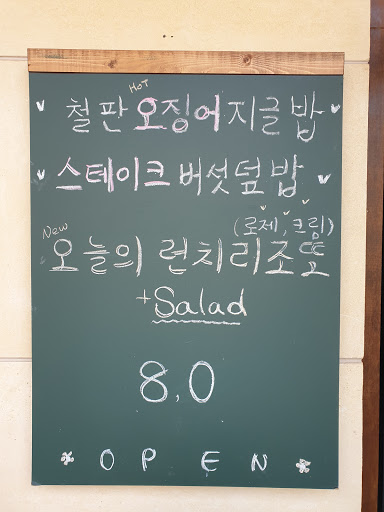 HOT
철판오징어지글밥
스테이크버섯덮밥
(로제, 크림)
New
오늘의 런치리조또
+Salad
8.0
OPEN